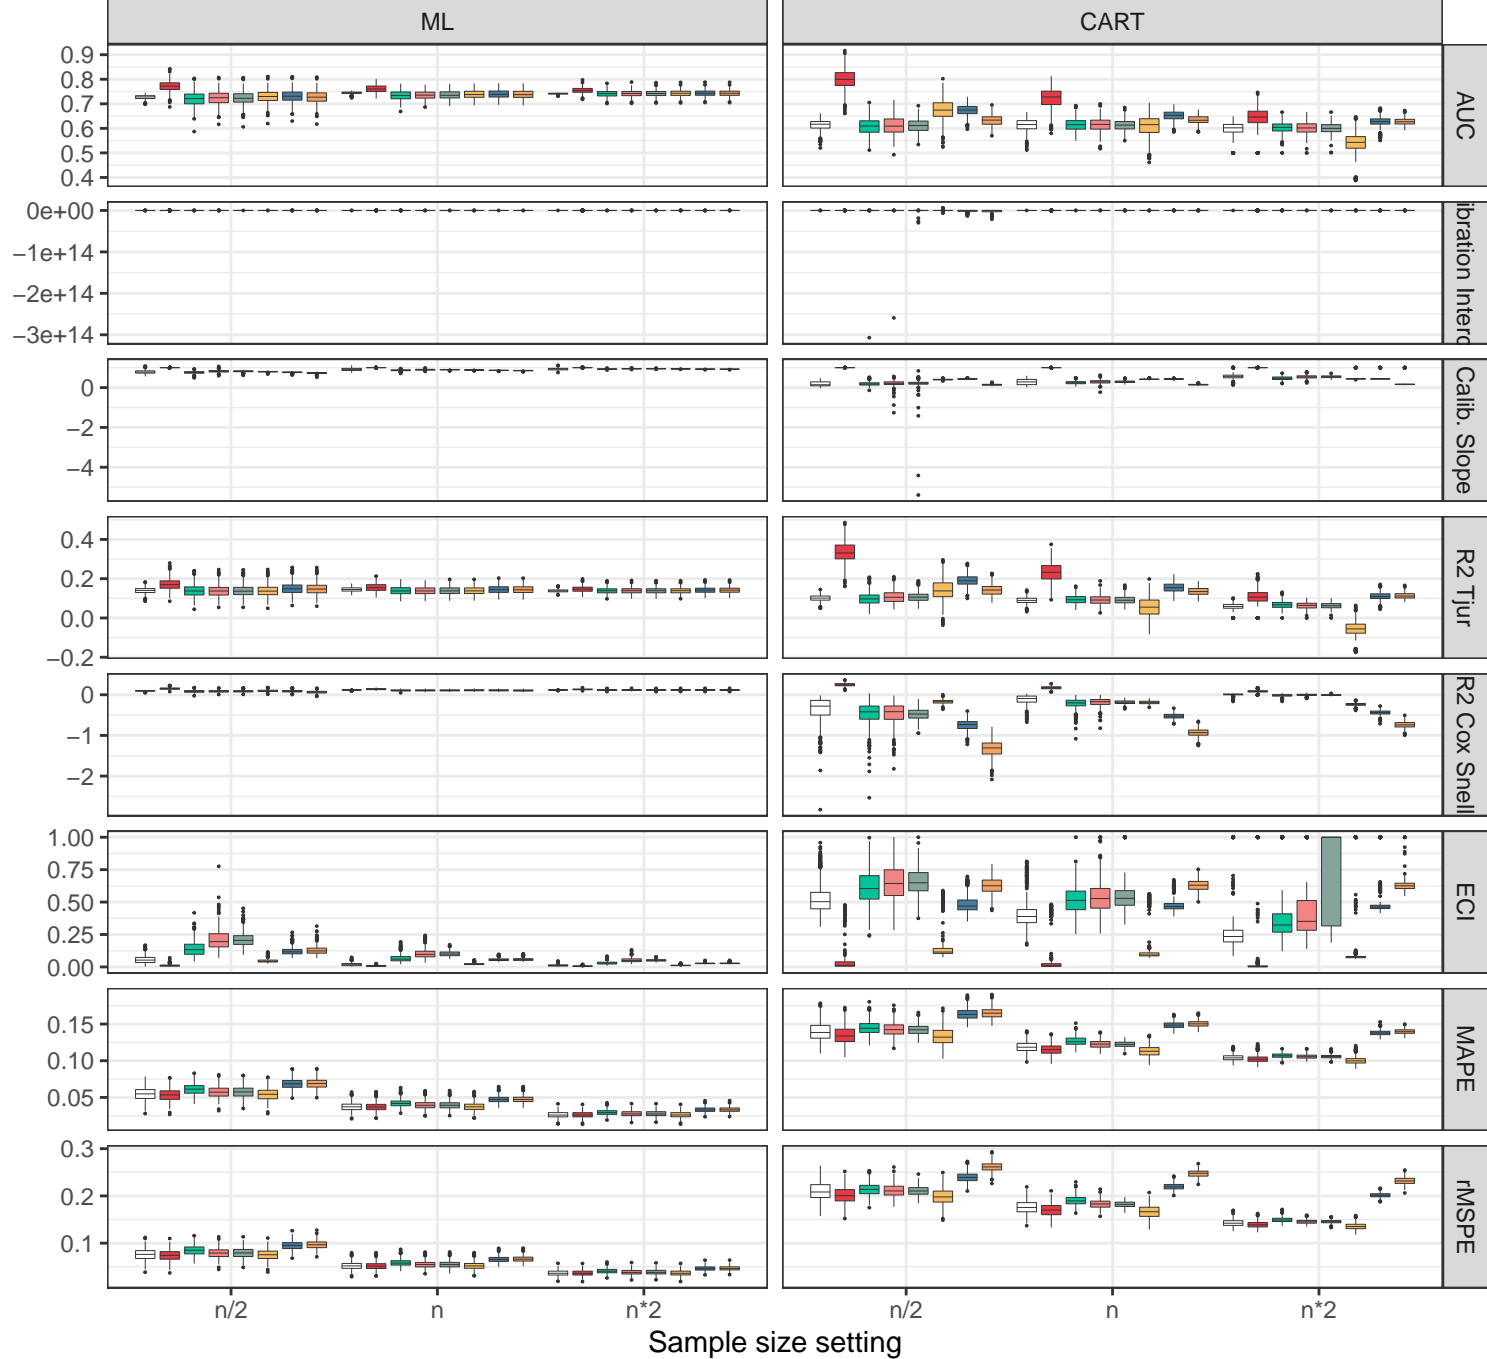 ML
CART
0.9
0.8
0.7
0.6
0.5
0.4
AUC
0e+00
−1e+14
−2e+14
−3e+14
ibration Interc
0
−2
−4
Calib. Slope
0.4
0.2
0.0
−0.2
R2 Tjur
0
−1
−2
R2 Cox Snell
1.00
0.75
0.50
0.25
0.00
ECI
0.15
0.10
0.05
MAPE
0.3
0.2
0.1
rMSPE
n/2
n
n*2
n/2
n
n*2
Sample size setting